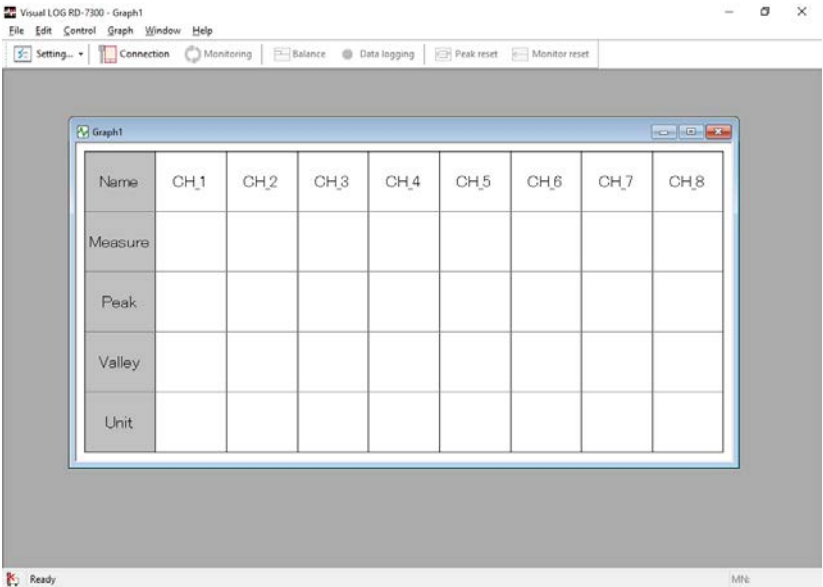 Visual LOG RD-7300 - Graph1
File Edit Control Graph Window Help
Setting... Connection Monitoring Balance Data logging Peak reset Monitor reset
Graph1
Name CH_1 CH_2 CH_3 CH_4 CH_5 CH_6 CH_7 CH_8
Measure
Peak
Valley
Unit
Ready MN: